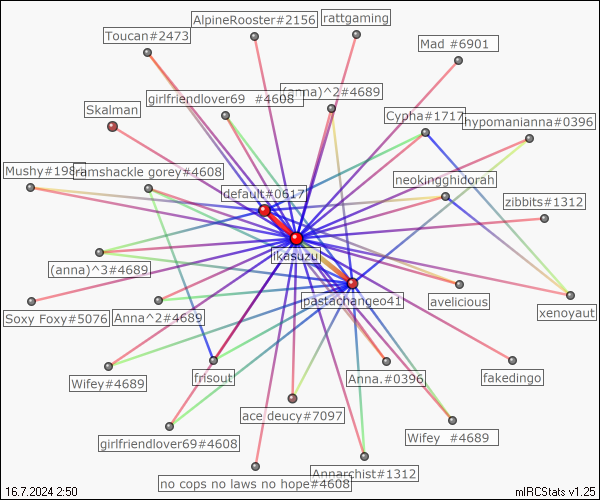 AlpineRooster#2156
rattgaming
Toucan#2473
Mad #6901
girlfriendlover69 #4608
(anna)^2#4689
Skalman
Cypha#1717
hypomanianna#0396
Mushy#198
ramshackle gorey#4608
neokingghidorah
default#0617
zibbits#1312
ikasuzu
(anna)^3#4689
pastachangeo41
avelicious
xenoyaut
Soxy Foxy#5076
Anna^2#4689
Wifey#4689
frisout
Anna.#0396
fakedingo
ace deucy#7097
girlfriendlover69#4608
Wifey #4689
Annarchist#1312
no cops no laws no hope#4608
16.7.2024 2:50
mIRCStats v1.25